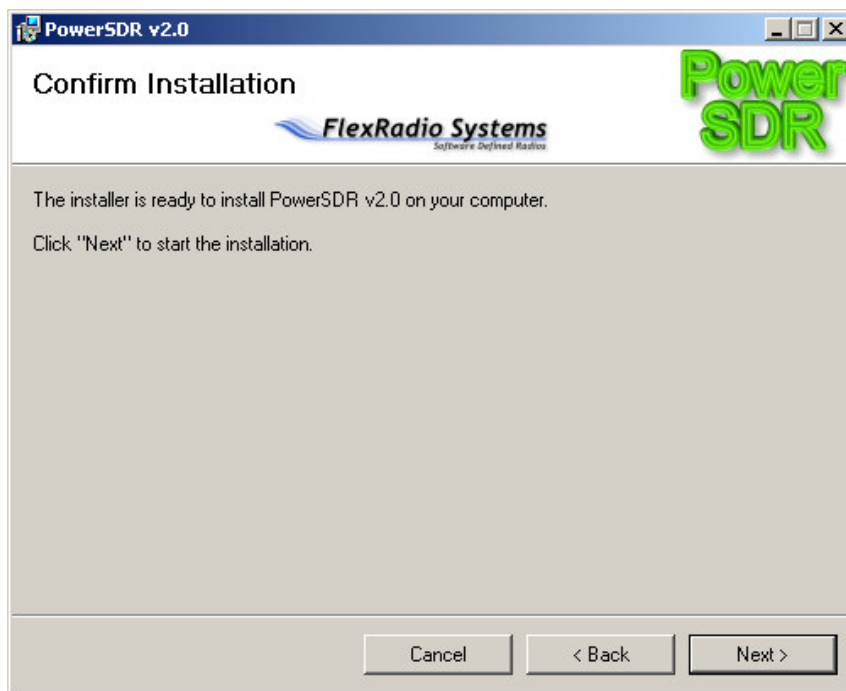 PowerSDR v2.0
Confirm Installation
Power
SDR
FlexRadio Systems
Software Defined Radios
The installer is ready to install PowerSDR v2.0 on your computer.
Click "Next" to start the installation.
Cancel
< Back
Next >